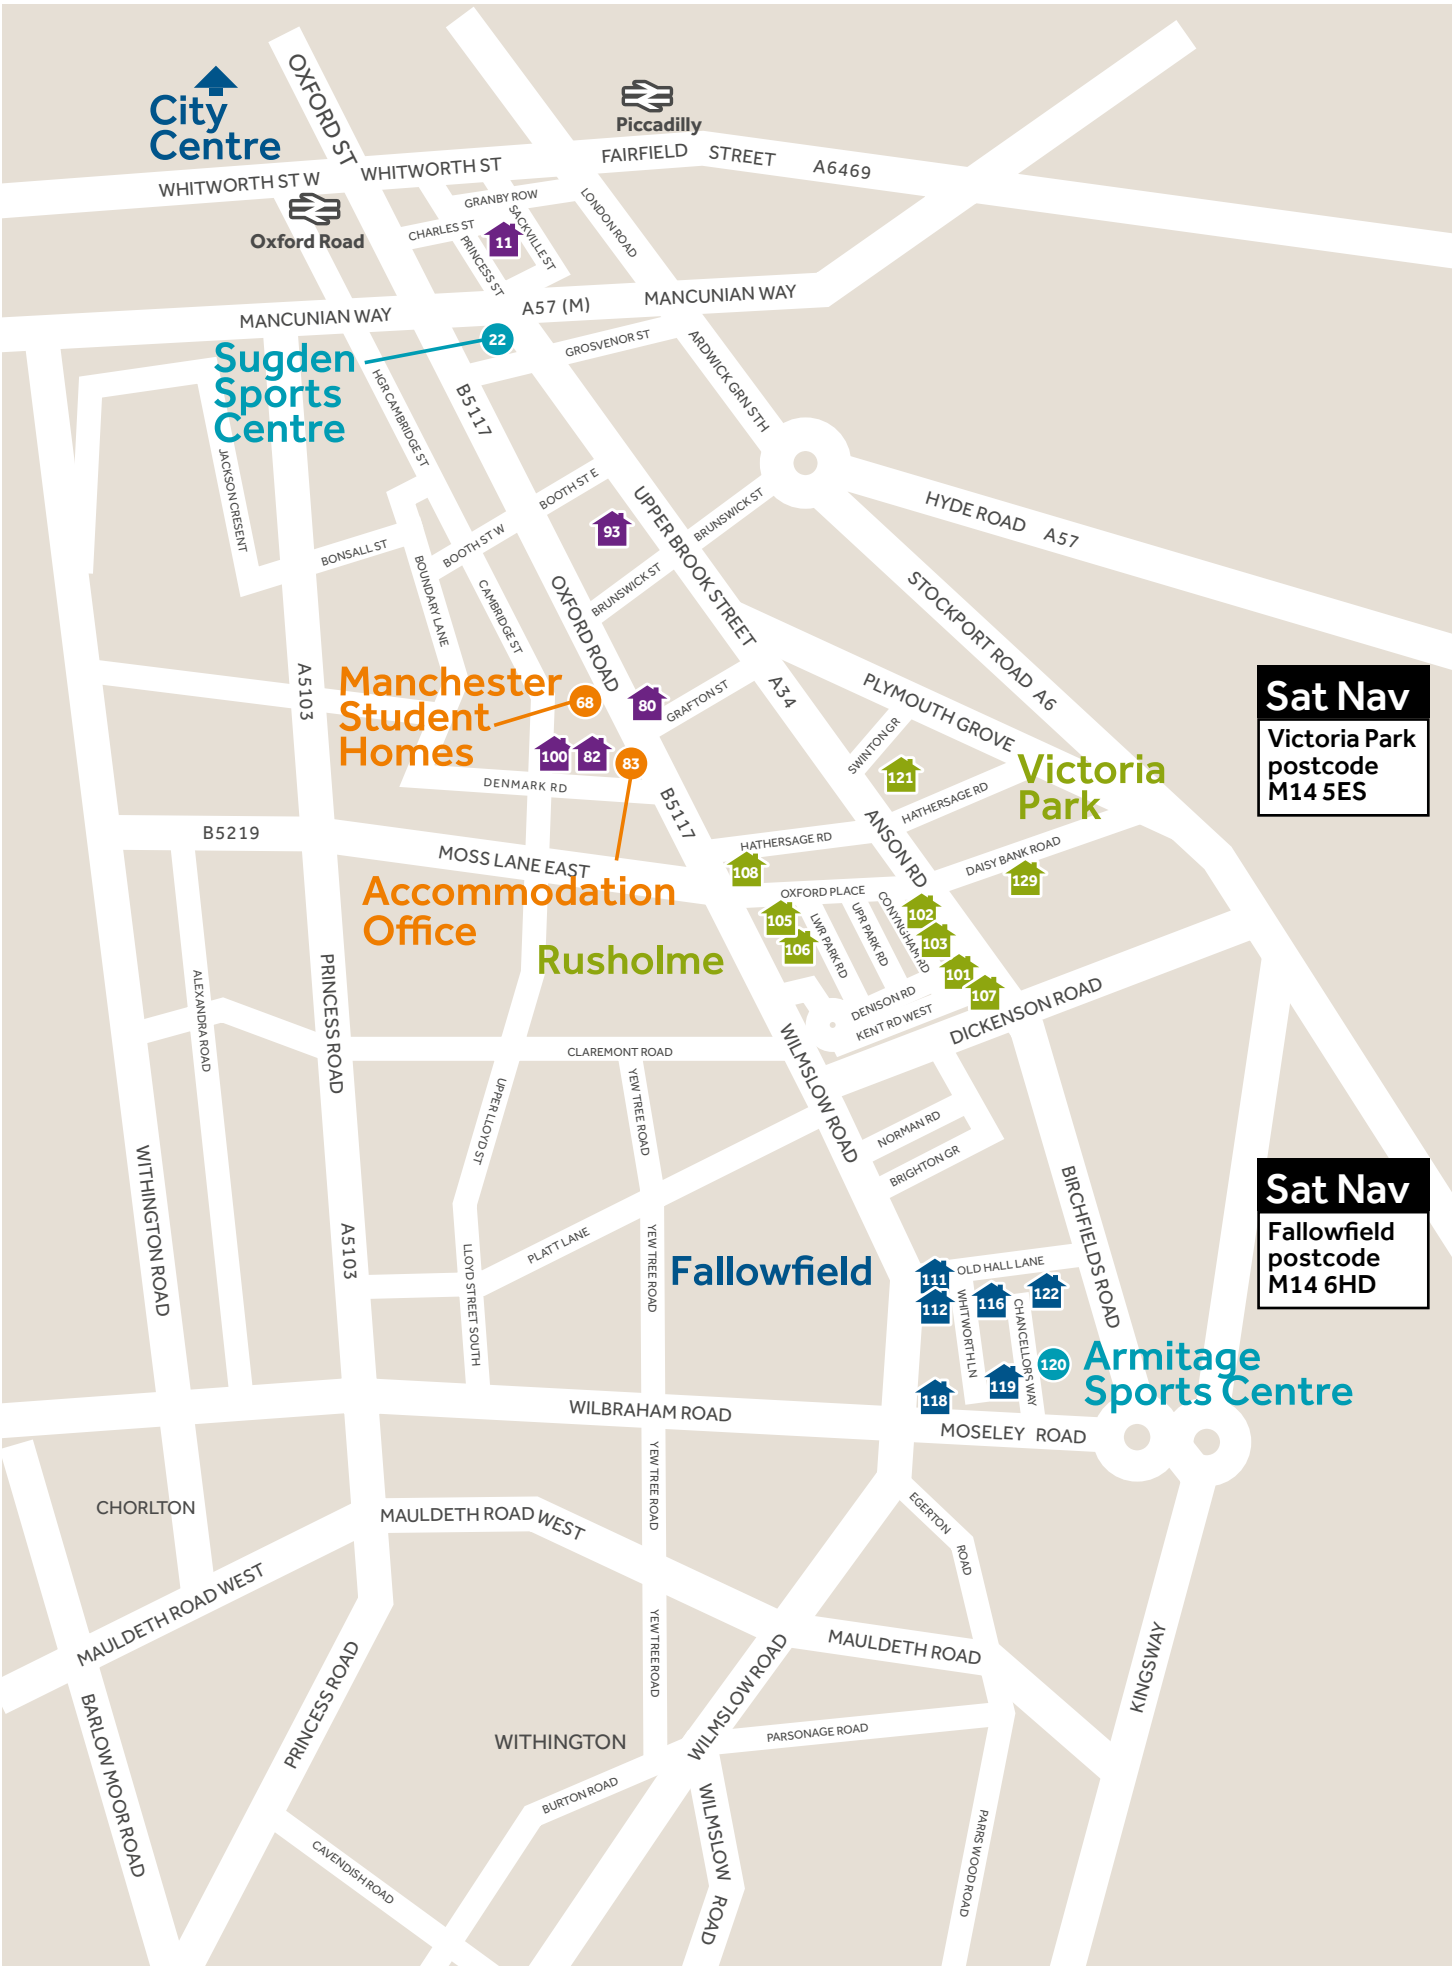 City
Centre
OXFORD ST
Piccadilly
WHITWORTH ST W
WHITWORTH ST
FAIRFIELD STREET A6469
Oxford Road
GRANBY ROW
CHARLES ST
SACKVILLE ST
PRINCESS ST
11
LONDON ROAD
MANCUNIAN WAY
A57 (M)
MANCUNIAN WAY
22
Sugden
Sports
Centre
GROSVENOR ST
ARDWICK GRN STH
HGR CAMBRIDGE ST
B5117
JACKSON CRESENT
BOOTH ST E
93
UPPER BROOK STREET
BRUNSWICK ST
HYDE ROAD A57
BONSALL ST
BOOTH ST W
BOUNDARY LANE
CAMBRIDGE ST
OXFORD ROAD
BRUNSWICK ST
STOCKPORT ROAD A6
A5103
Manchester
Student
Homes
68
80
GRAFTON ST
A34
PLYMOUTH GROVE
SWINTON GR
Sat Nav
Victoria Park
postcode
M14 5ES
100
82
83
DENMARK RD
B5117
121
Victoria
Park
HATHERSAGE RD
ANSON RD
B5219
MOSS LANE EAST
HATHERSAGE RD
108
DAISY BANK ROAD
129
Accommodation
Office
OXFORD PLACE
105
106
LWR PARK RD
UPR PARK RD
CONYNGHAM RD
102
103
101
107
Rusholme
ALEXANDRA ROAD
PRINCESS ROAD
DENISON RD
KENT RD WEST
DICKENSON ROAD
CLAREMONT ROAD
WILMSLOW ROAD
UPPER LLOYD ST
YEW TREE ROAD
NORMAN RD
BRIGHTON GR
WITHINGTON ROAD
BIRCHFIELDS ROAD
Sat Nav
Fallowfield
postcode
M14 6HD
A5103
PLATT LANE
LLOYD STREET SOUTH
YEW TREE ROAD
Fallowfield
111
OLD HALL LANE
112
WHITWORTH LN
116
CHANCELLORS WAY
122
120
Armitage
Sports Centre
119
118
WILBRAHAM ROAD
MOSELEY ROAD
CHORLTON
MAULDETH ROAD WEST
YEW TREE ROAD
EGERTON ROAD
MAULDETH ROAD WEST
YEW TREE ROAD
MAULDETH ROAD
KINGSWAY
BARLOW MOOR ROAD
PRINCESS ROAD
WITHINGTON
WILMSLOW ROAD
PARSONAGE ROAD
BURTON ROAD
WILMSLOW ROAD
CAVENDISH ROAD
PARRS WOOD ROAD